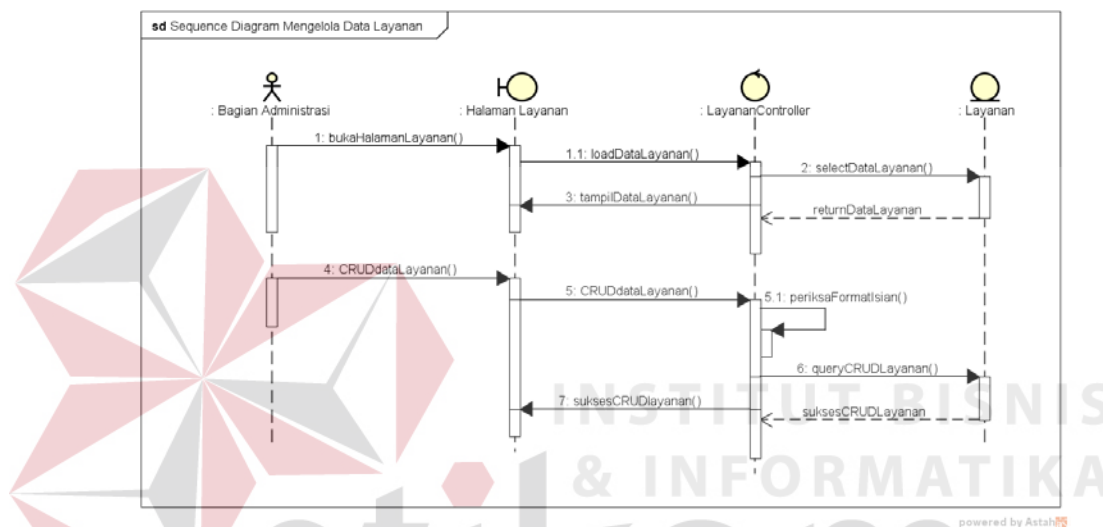 sd Sequence Diagram Mengelola Data Layanan
: Bagian Administrasi
: Halaman Layanan
: LayananController
: Layanan
1: bukaHalamanLayanan()
1.1: loadDataLayanan()
2: selectDataLayanan()
3: tampilDataLayanan()
returnDataLayanan
4: CRUDdataLayanan()
5: CRUDdataLayanan()
5.1: periksaFormatIsian()
6: queryCRUDLayanan()
7: suksesCRUDlayanan()
suksesCRUDLayanan
INSTITUT BISNIS
& INFORMATIKA
powered by Astah